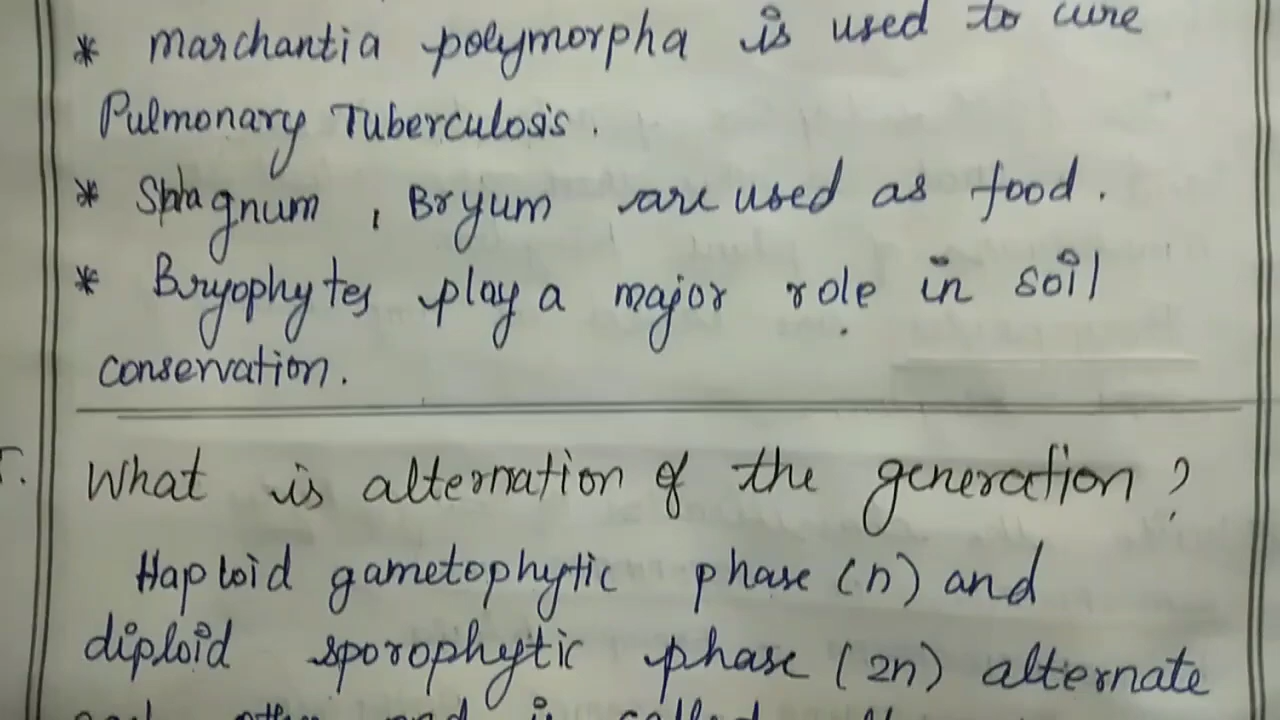 * Marchantia polymorpha is used to cure
Pulmonary Tuberculosis.
* Sphagnum, Bryum are used as food.
* Bryophytes play a major role in soil
conservation.
What is alternation of the generation?
Haploid gametophytic phase (n) and
diploid sporophytic phase (2n) alternate